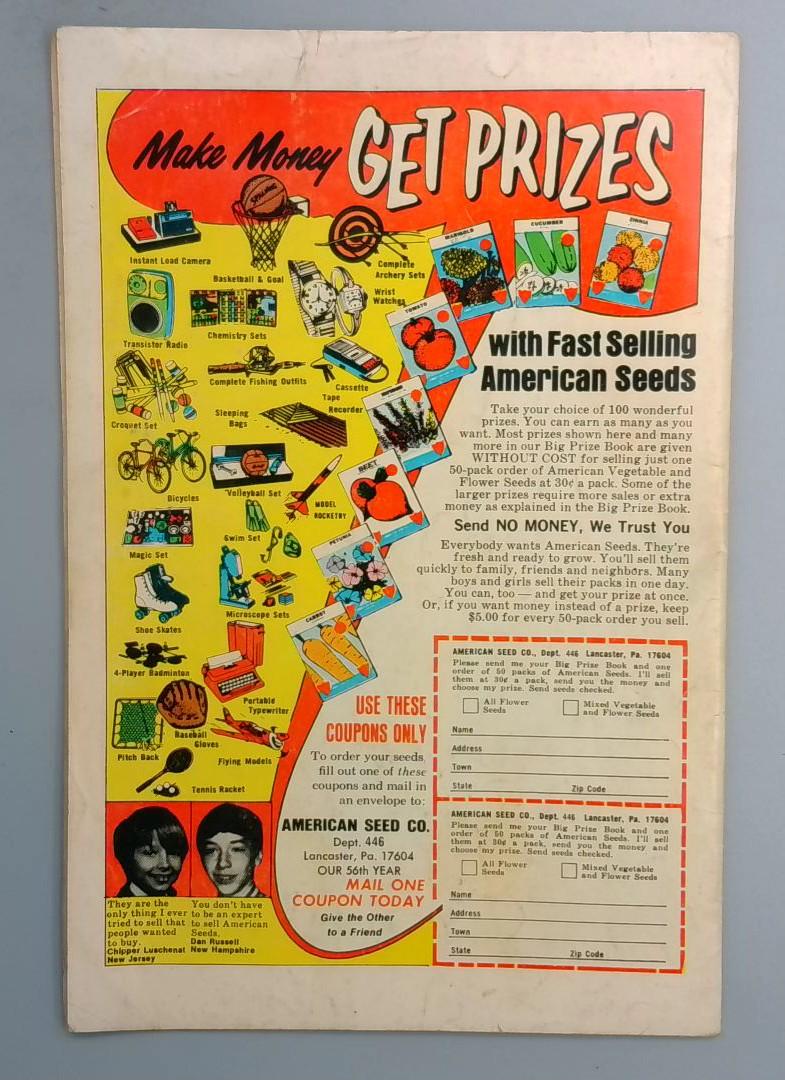 Make Money GET PRIZES
SPALDING
Instant Load Camera
Basketball & Goal
Complete
Archery Sets
Wrist
Watches
MARIGOLD
CUCUMBER
ZINNIA
Transistor Radio
Chemistry Sets
TOMATO
Complete Fishing Outfits
Cassette
Tape
Recorder
Croquet Set
Sleeping
Bags
Bicycles
Volleyball Set
MODEL
ROCKETRY
BEET
Magic Set
Swim Set
PETUNIA
Shoe Skates
Microscope Sets
CARROT
4-Player Badminton
Portable
Typewriter
Pitch Back
Baseball
Gloves
Flying Models
Tennis Racket
with Fast Selling
American Seeds
Take your choice of 100 wonderful
prizes. You can earn as many as you
want. Most prizes shown here and many
more in our Big Prize Book are given
WITHOUT COST for selling just one
50-pack order of American Vegetable and
Flower Seeds at 30¢ a pack. Some of the
larger prizes require more sales or extra
money as explained in the Big Prize Book.
Send NO MONEY, We Trust You
Everybody wants American Seeds. They're
fresh and ready to grow. You'll sell them
quickly to family, friends and neighbors. Many
boys and girls sell their packs in one day.
You can, too — and get your prize at once.
Or, if you want money instead of a prize, keep
$5.00 for every 50-pack order you sell.
USE THESE
COUPONS ONLY
To order your seeds,
fill out one of these
coupons and mail in
an envelope to:
AMERICAN SEED CO.
Dept. 446
Lancaster, Pa. 17604
OUR 56th YEAR
MAIL ONE
COUPON TODAY
Give the Other
to a Friend
AMERICAN SEED CO., Dept. 446 Lancaster, Pa. 17604
Please send me your Big Prize Book and one
order of 50 packs of American Seeds. I'll sell
them at 30¢ a pack, send you the money and
choose my prize. Send seeds checked.
All Flower
Seeds
Mixed Vegetable
and Flower Seeds
Name
Address
Town
State Zip Code
AMERICAN SEED CO., Dept. 446 Lancaster, Pa. 17604
Please send me your Big Prize Book and one
order of 50 packs of American Seeds. I'll sell
them at 30¢ a pack, send you the money and
choose my prize. Send seeds checked.
All Flower
Seeds
Mixed Vegetable
and Flower Seeds
Name
Address
Town
State Zip Code
They are the
only thing I ever
tried to sell that
people wanted
to buy.
Chipper Luschenat
New Jersey
You don't have
to be an expert
to sell American
Seeds.
Dan Russell
New Hampshire